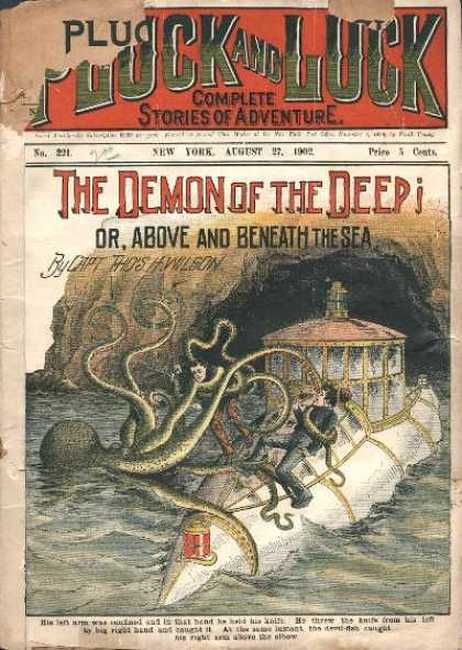 PLUC
PLUCK AND LUCK
COMPLETE
STORIES OF ADVENTURE.
No. 221. NEW YORK, AUGUST 27, 1902. Price 5 Cents.
THE DEMON OF THE DEEP;
OR, ABOVE AND BENEATH THE SEA
By CAPT. THO'S H. WILSON
His left arm was confined and in that hand he held his knife. He threw the knife from his left
to his right hand and caught it. At the same instant the devil-fish caught
his right arm above the elbow